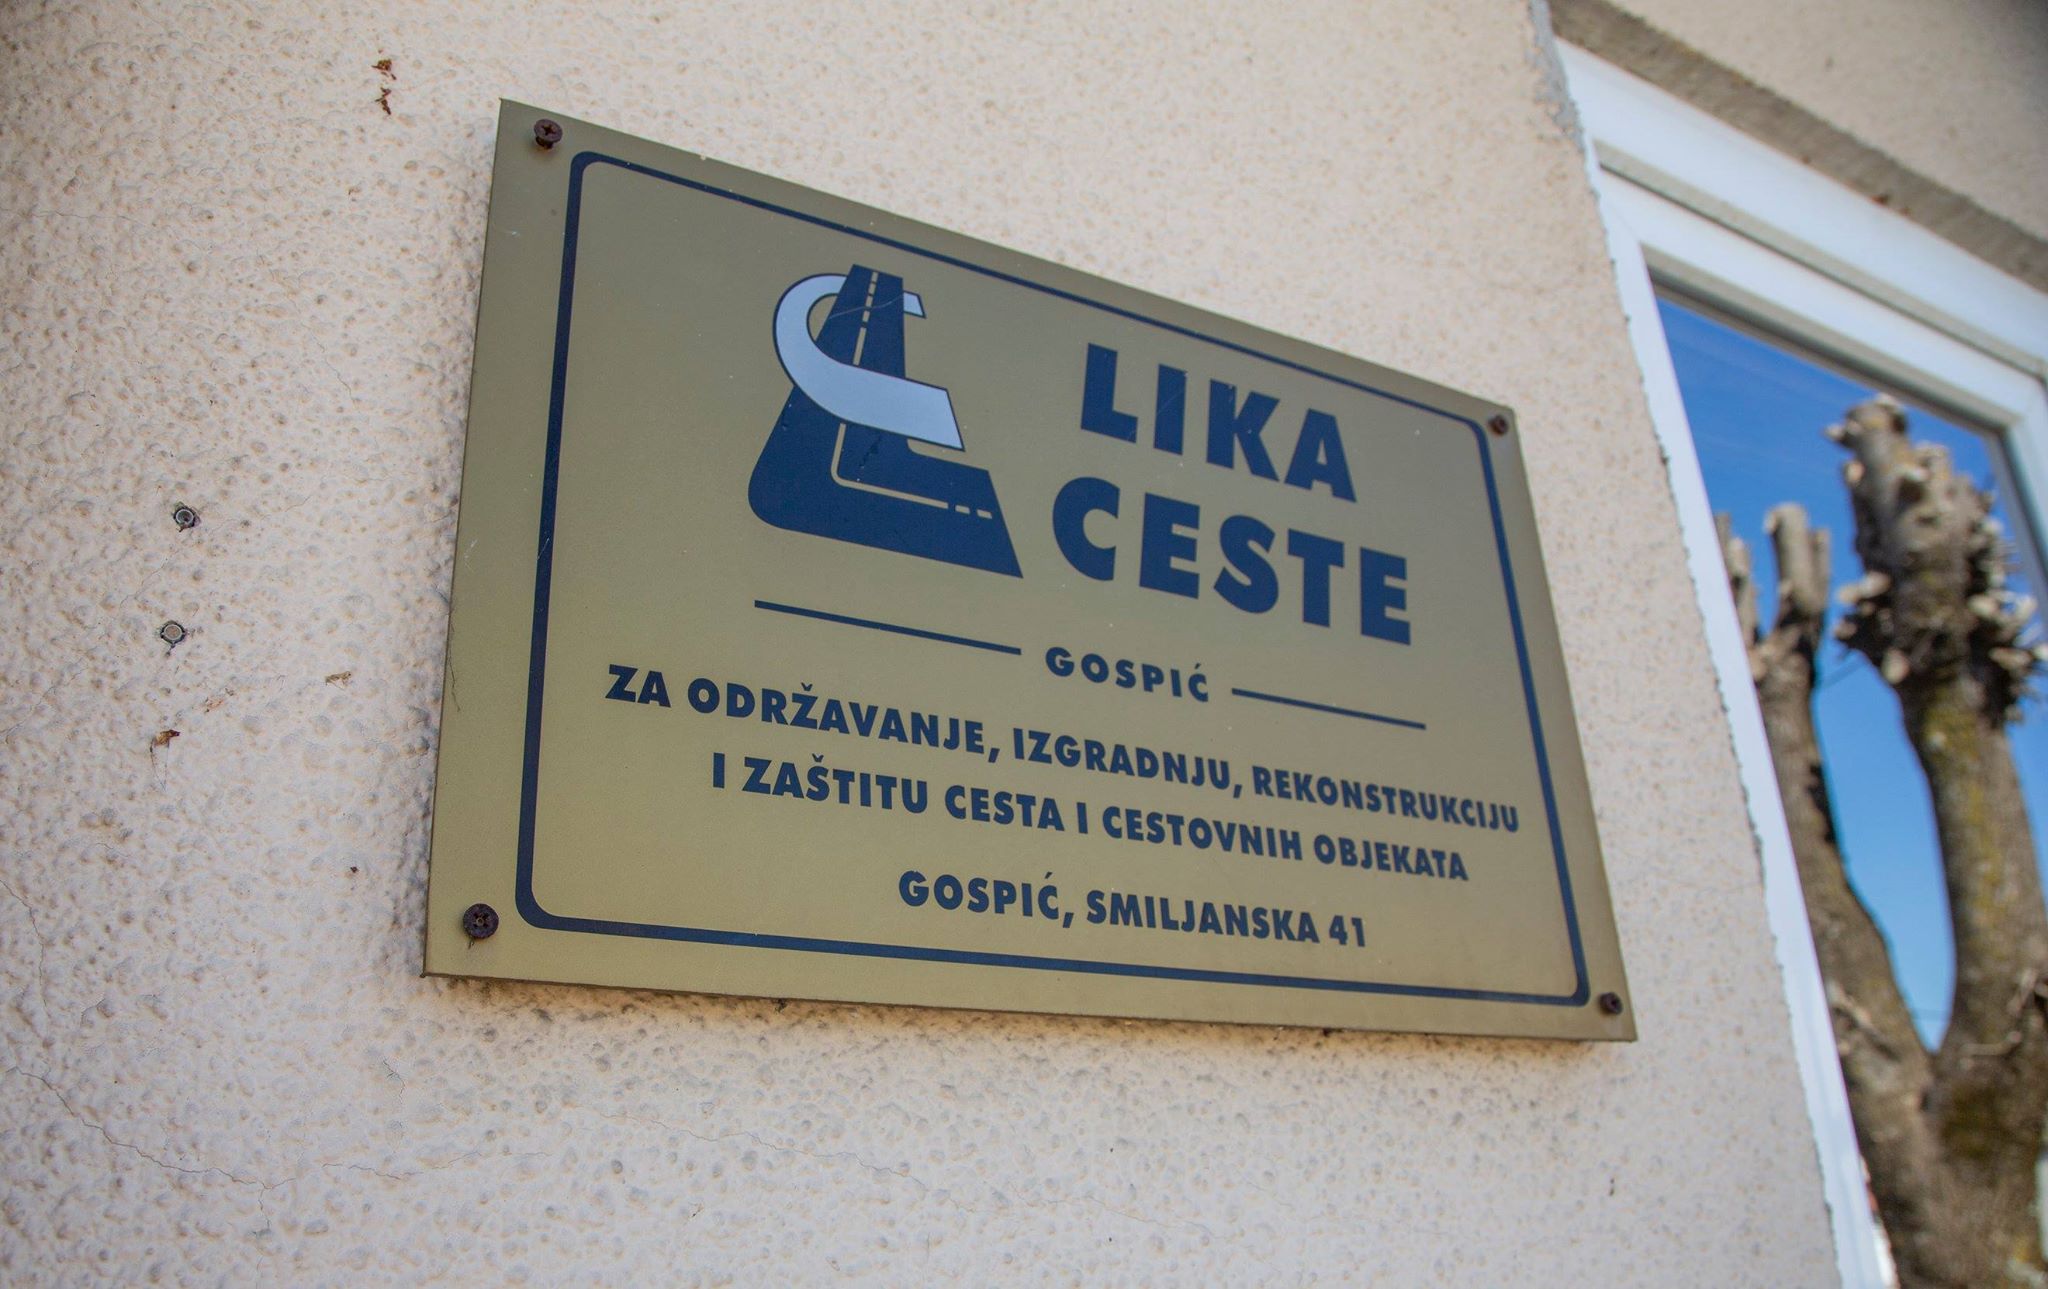 LIKA
CESTE
GOSPIĆ
ZA ODRŽAVANJE, IZGRADNJU, REKONSTRUKCIJU
I ZAŠTITU CESTA I CESTOVNIH OBJEKATA
GOSPIĆ, SMILJANSKA 41